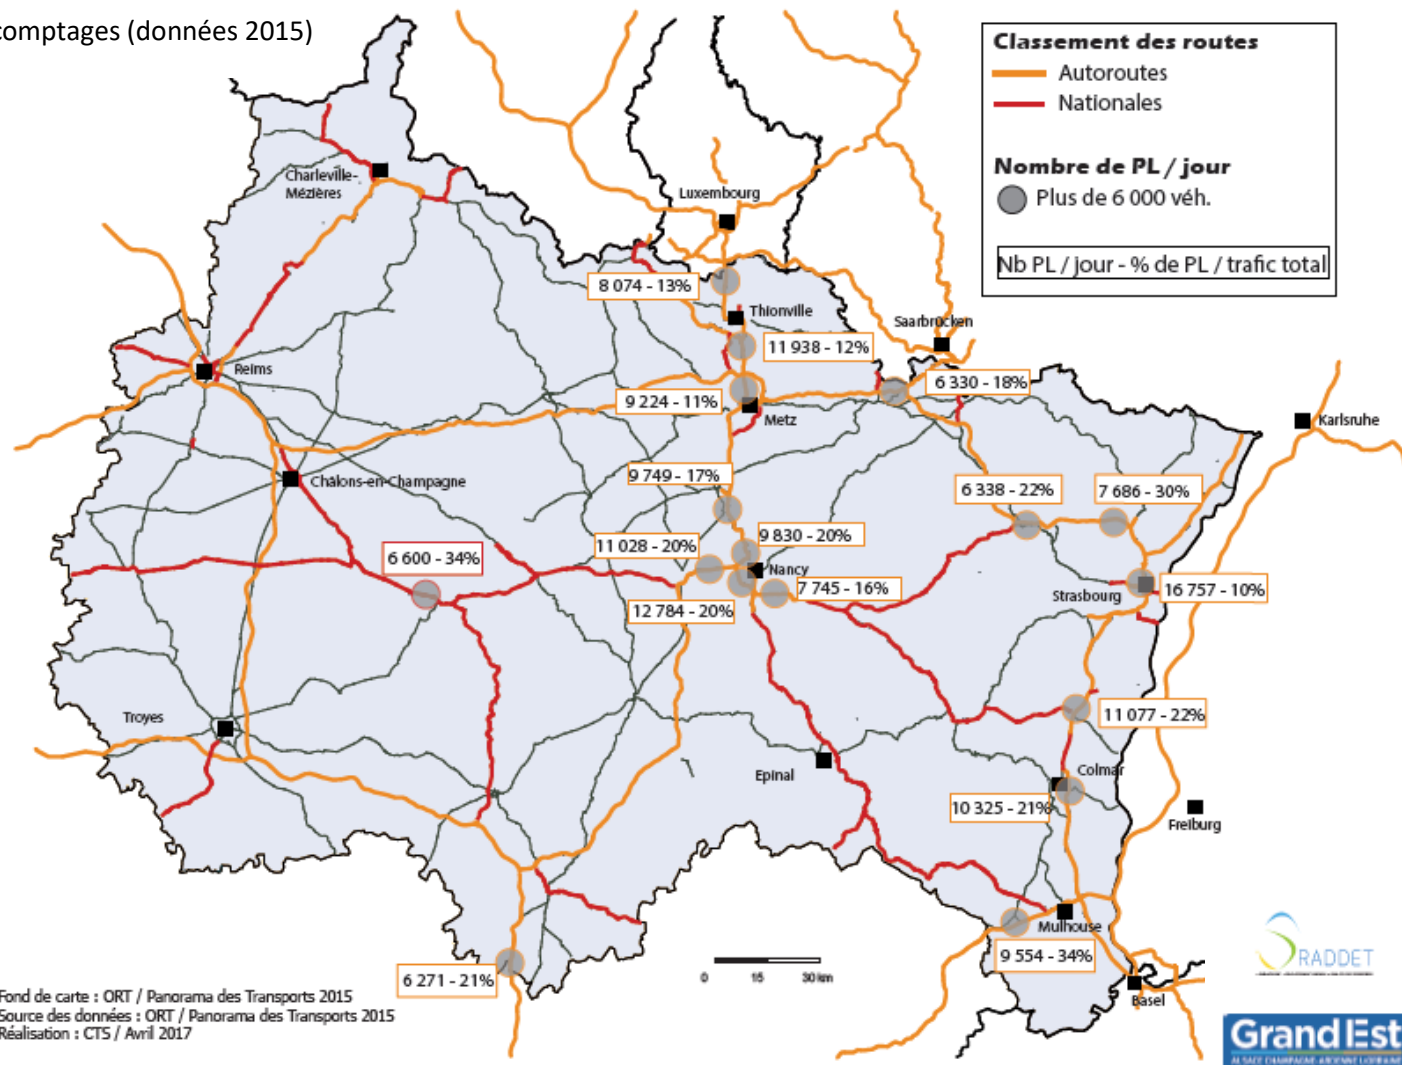 comptages (données 2015)
Classement des routes
Autoroutes
Nationales
Nombre de PL / jour
Plus de 6 000 véh.
Nb PL / jour - % de PL / trafic total
Charleville-
Mézières
Luxembourg
8 074 - 13%
Thionville
Saarbrücken
11 938 - 12%
Reims
6 330 - 18%
9 224 - 11%
Metz
Karlsruhe
9 749 - 17%
Châlons-en-Champagne
6 338 - 22%
7 686 - 30%
9 830 - 20%
11 028 - 20%
6 600 - 34%
Nancy
7 745 - 16%
Strasbourg
16 757 - 10%
12 784 - 20%
Troyes
11 077 - 22%
Epinal
Colmar
10 325 - 21%
Freiburg
Mulhouse
9 554 - 34%
6 271 - 21%
0 15 30 km
Basel
RADDET
Fond de carte : ORT / Panorama des Transports 2015
Source des données : ORT / Panorama des Transports 2015
Réalisation : CTS / Avril 2017
Grand Est
ALSACE CHAMPAGNE-ARDENNE LORRAINE